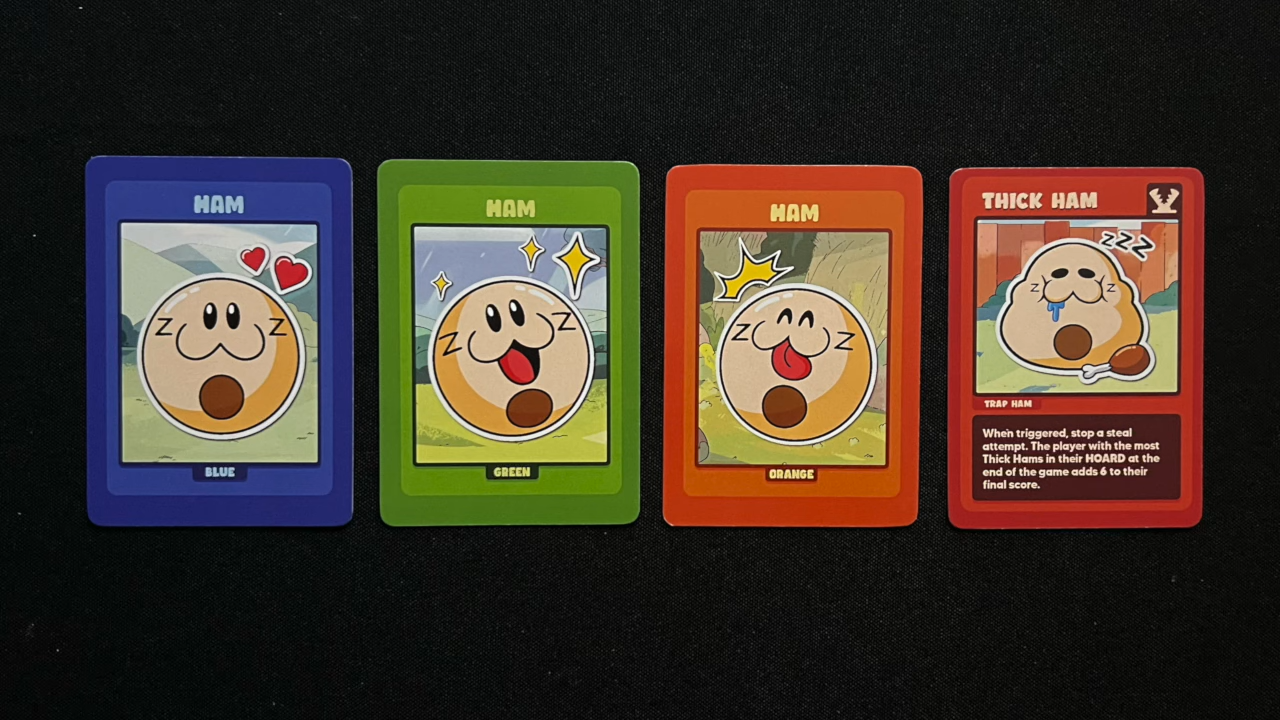 HAM
BLUE
HAM
GREEN
HAM
ORANGE
THICK HAM
ZZZ
TRAP HAM
When triggered, stop a steal
attempt. The player with the most
Thick Hams in their HOARD at the
end of the game adds 6 to their
final score.